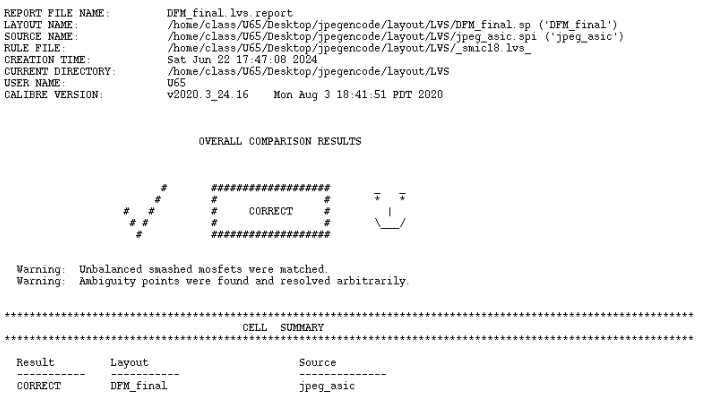 REPORT FILE NAME: DFM_final.lvs.report
LAYOUT NAME: /home/class/U65/Desktop/jpegencode/layout/LVS/DFM_final.sp ('DFM_final')
SOURCE NAME: /home/class/U65/Desktop/jpegencode/layout/LVS/jpeg_asic.spi ('jpeg_asic')
RULE FILE: /home/class/U65/Desktop/jpegencode/layout/LVS/_smic18.lvs_
CREATION TIME: Sat Jun 22 17:47:08 2024
CURRENT DIRECTORY: /home/class/U65/Desktop/jpegencode/layout/LVS
USER NAME: U65
CALIBRE VERSION: v2020.3_24.16 Mon Aug 3 18:41:51 PDT 2020
OVERALL COMPARISON RESULTS
# ################### _ _
# # # * *
# # # CORRECT # |
# # # # \___/
# ###################
Warning: Unbalanced smashed mosfets were matched.
Warning: Ambiguity points were found and resolved arbitrarily.
**************************************************************************************************************
CELL SUMMARY
**************************************************************************************************************
Result Layout Source
----------- ----------- --------------
CORRECT DFM_final jpeg_asic